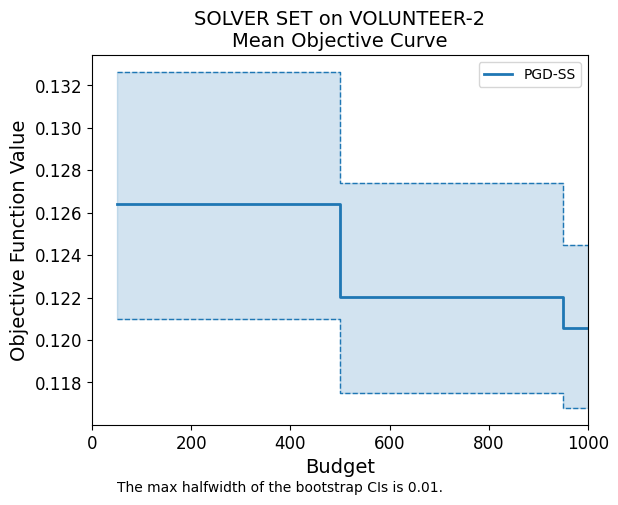 SOLVER SET on VOLUNTEER-2
Mean Objective Curve
PGD-SS
Objective Function Value
0.132
0.130
0.128
0.126
0.124
0.122
0.120
0.118
0 200 400 600 800 1000
Budget
The max halfwidth of the bootstrap CIs is 0.01.